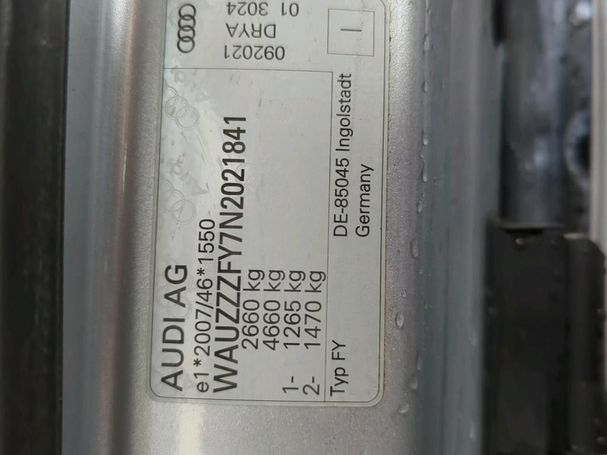 AUDI AG
e1*2007/46*1550
WAUZZZFY7N2021841
2660 kg
4660 kg
1- 1265 kg
2- 1470 kg
Typ FY
DE-85045 Ingolstadt
Germany
092021
DRYA
01 3024
I